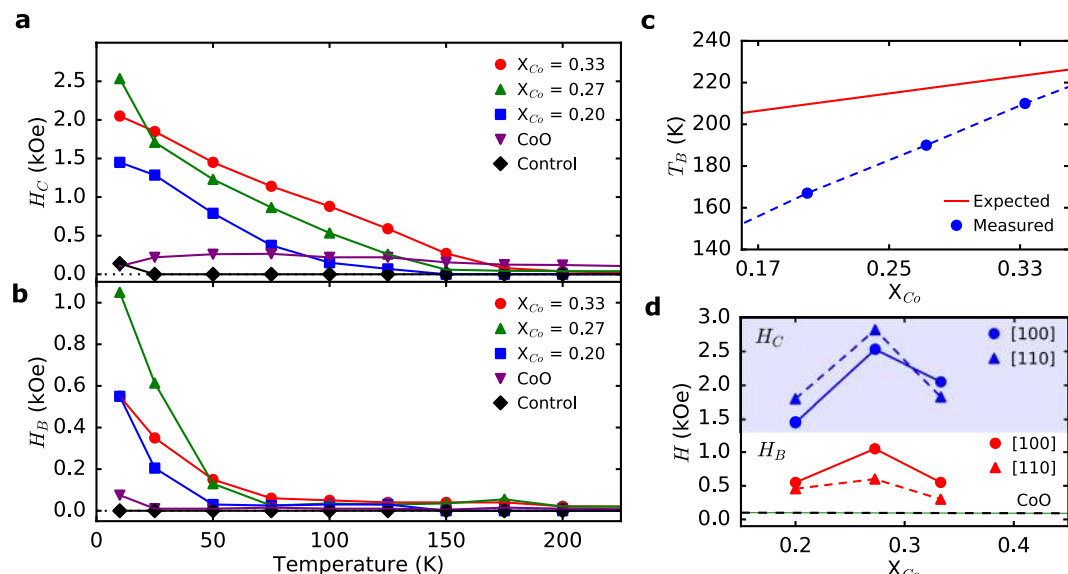 a
2.5
2.0
1.5
1.0
0.5
0.0
H_C (kOe)
X_Co = 0.33
X_Co = 0.27
X_Co = 0.20
CoO
Control
b
1.0
0.8
0.6
0.4
0.2
0.0
H_B (kOe)
X_Co = 0.33
X_Co = 0.27
X_Co = 0.20
CoO
Control
0 50 100 150 200
Temperature (K)
c
240
220
200
180
160
140
T_B (K)
Expected
Measured
0.17 0.25 0.33
X_Co
d
3.0
2.5
2.0
1.5
1.0
0.5
0.0
H (kOe)
H_C
[100]
[110]
H_B
[100]
[110]
CoO
0.2 0.3 0.4
X_Co